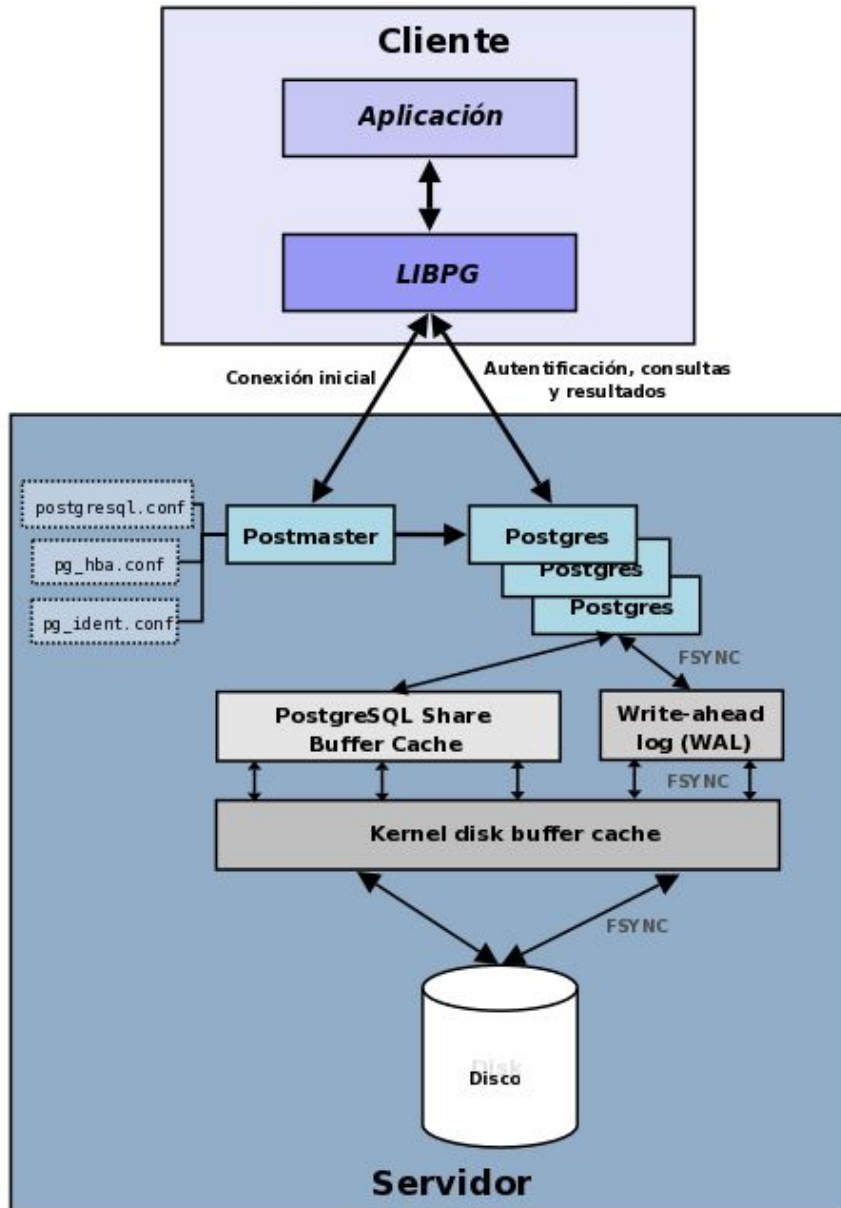 Cliente
Aplicación
LIBPG
Conexión inicial
Autentificación, consultas
y resultados
postgresql.conf
pg_hba.conf
pg_ident.conf
Postmaster
Postgres
Postgres
Postgres
FSYNC
PostgreSQL Share
Buffer Cache
Write-ahead
log (WAL)
FSYNC
Kernel disk buffer cache
FSYNC
Disk
Disco
Servidor